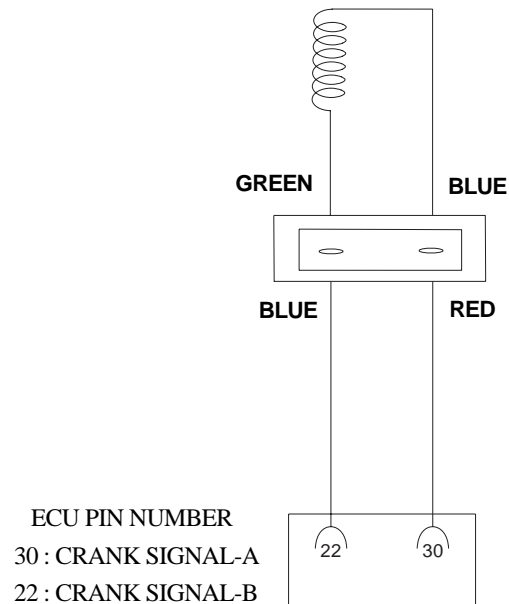 GREEN BLUE
BLUE RED
ECU PIN NUMBER
22 30
30 : CRANK SIGNAL-A
22 : CRANK SIGNAL-B